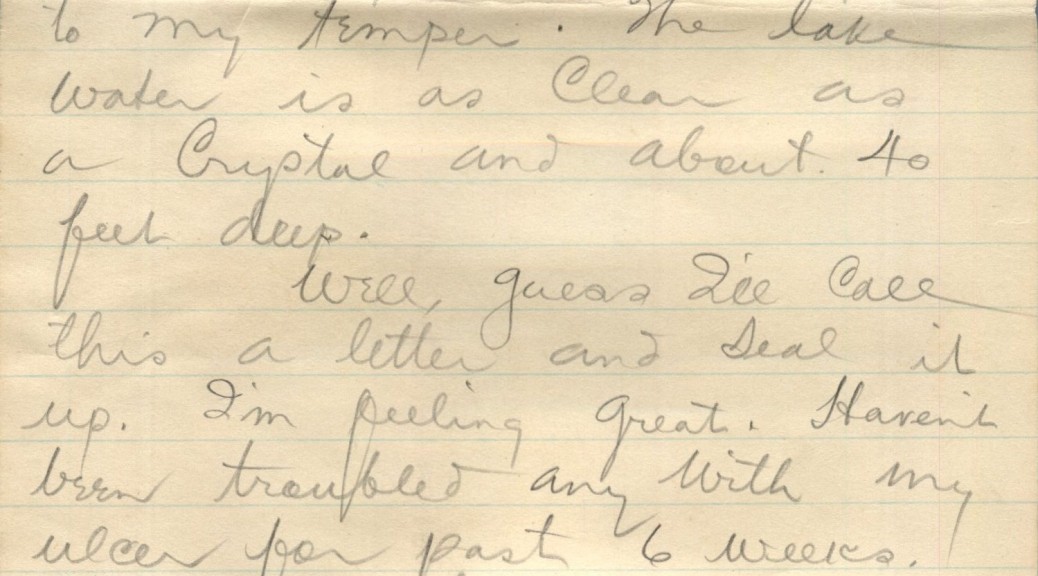 to my temper. The lake
water is as Clear as
a Crystal and about. 40
feet deep.
Well, guess I'll Call
this a letter and Seal it
up. I'm feeling great. Haven't
been troubled any With my
ulcer for past 6 weeks.